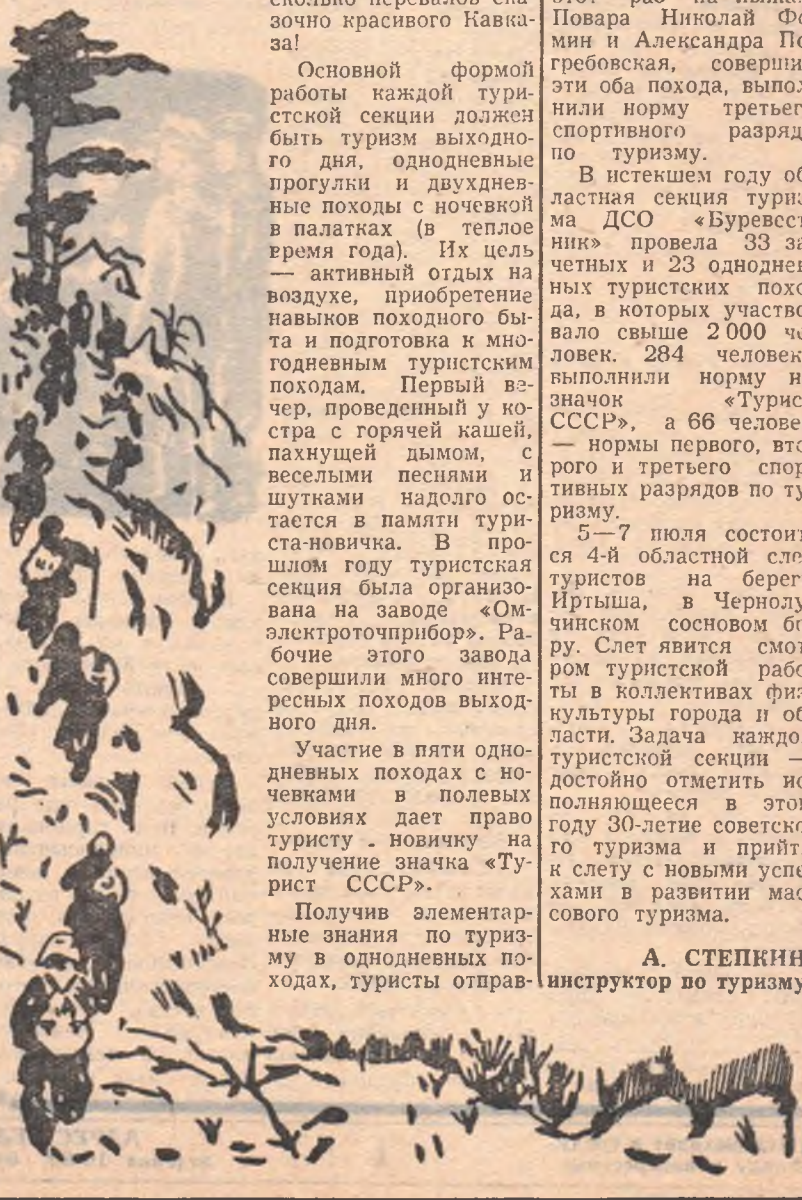 сколько перевалов ска-
зочно красивого Кавка-
за!
Основной формой
работы каждой тури-
стской секции должен
быть туризм выходно-
го дня, однодневные
прогулки и двухднев-
ные походы с ночевкой
в палатках (в теплое
время года). Их цель
— активный отдых на
воздухе, приобретение
навыков походного бы-
та и подготовка к мно-
годневным туристским
походам. Первый ве-
чер, проведенный у ко-
стра с горячей кашей,
пахнущей дымом, с
веселыми песнями и
шутками надолго ос-
тается в памяти тури-
ста-новичка. В про-
шлом году туристская
секция была организо-
вана на заводе «Ом-
электроточприбор». Ра-
бочие этого завода
совершили много инте-
ресных походов выход-
ного дня.
Участие в пяти одно-
дневных походах с но-
чевками в полевых
условиях дает право
туристу - новичку на
получение значка «Ту-
рист СССР».
Получив элементар-
ные знания по туриз-
му в однодневных по-
ходах, туристы отправ-
этот раб на
Повара Николай Фо
мин и Александра По
гребовская, соверши
эти оба похода, выпол
нили норму третьег
спортивного разряд
по туризму.
В истекшем году об
ластная секция туриз
ма ДСО «Буревест
ник» провела 33 за
четных и 23 одноднев
ных туристских похо
да, в которых участво
вало свыше 2 000 че
ловек. 284 человек
выполнили норму н
значок «Турис
СССР», а 66 челове
— нормы первого, вто
рого и третьего спор
тивных разрядов по ту
ризму.
5—7 июля состоит
ся 4-й областной сле
туристов на берег
Иртыша, в Чернолу
чинском сосновом бо
ру. Слет явится смот
ром туристской рабо
ты в коллективах физ
культуры города и об
ласти. Задача каждо
туристской секции —
достойно отметить ис
полняющееся в этом
году 30-летие советско
го туризма и прийт
к слету с новыми успе
хами в развитии мас
сового туризма.
А. СТЕПКИН
инструктор по туризму